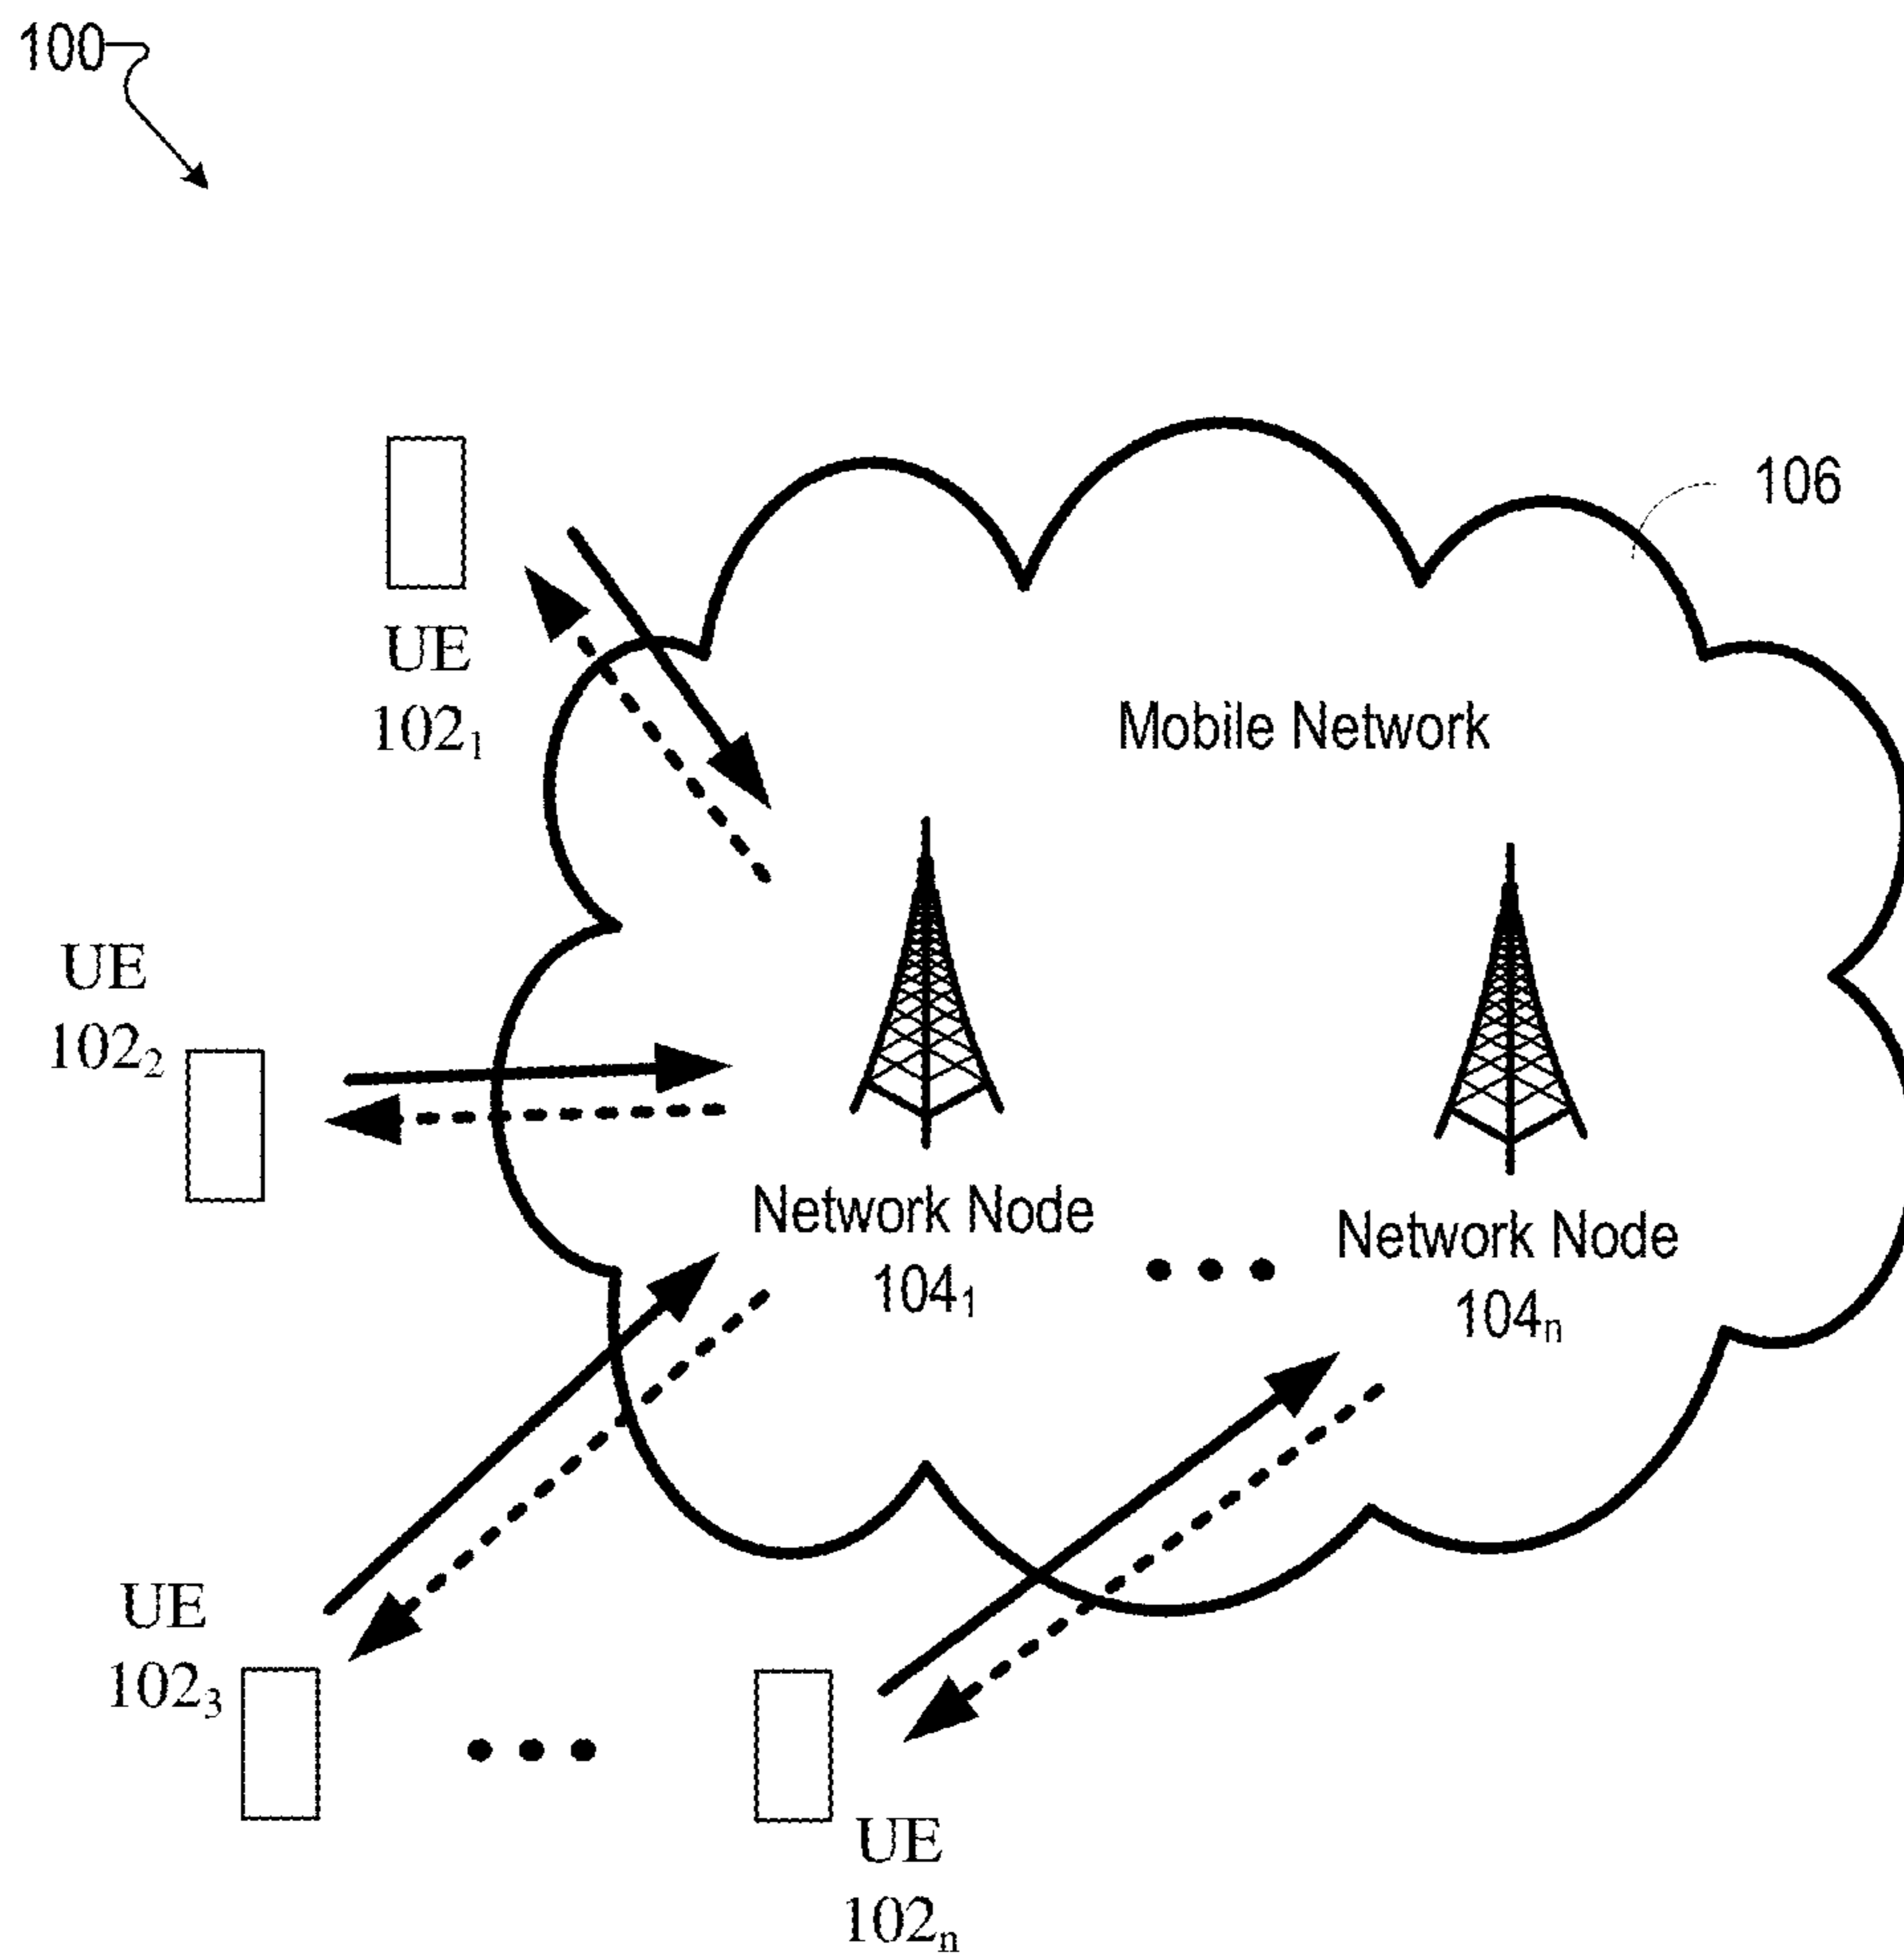 100
106
UE
102₁
Mobile Network
UE
102₂
Network Node
104₁
Network Node
104ₙ
UE
102₃
UE
102ₙ